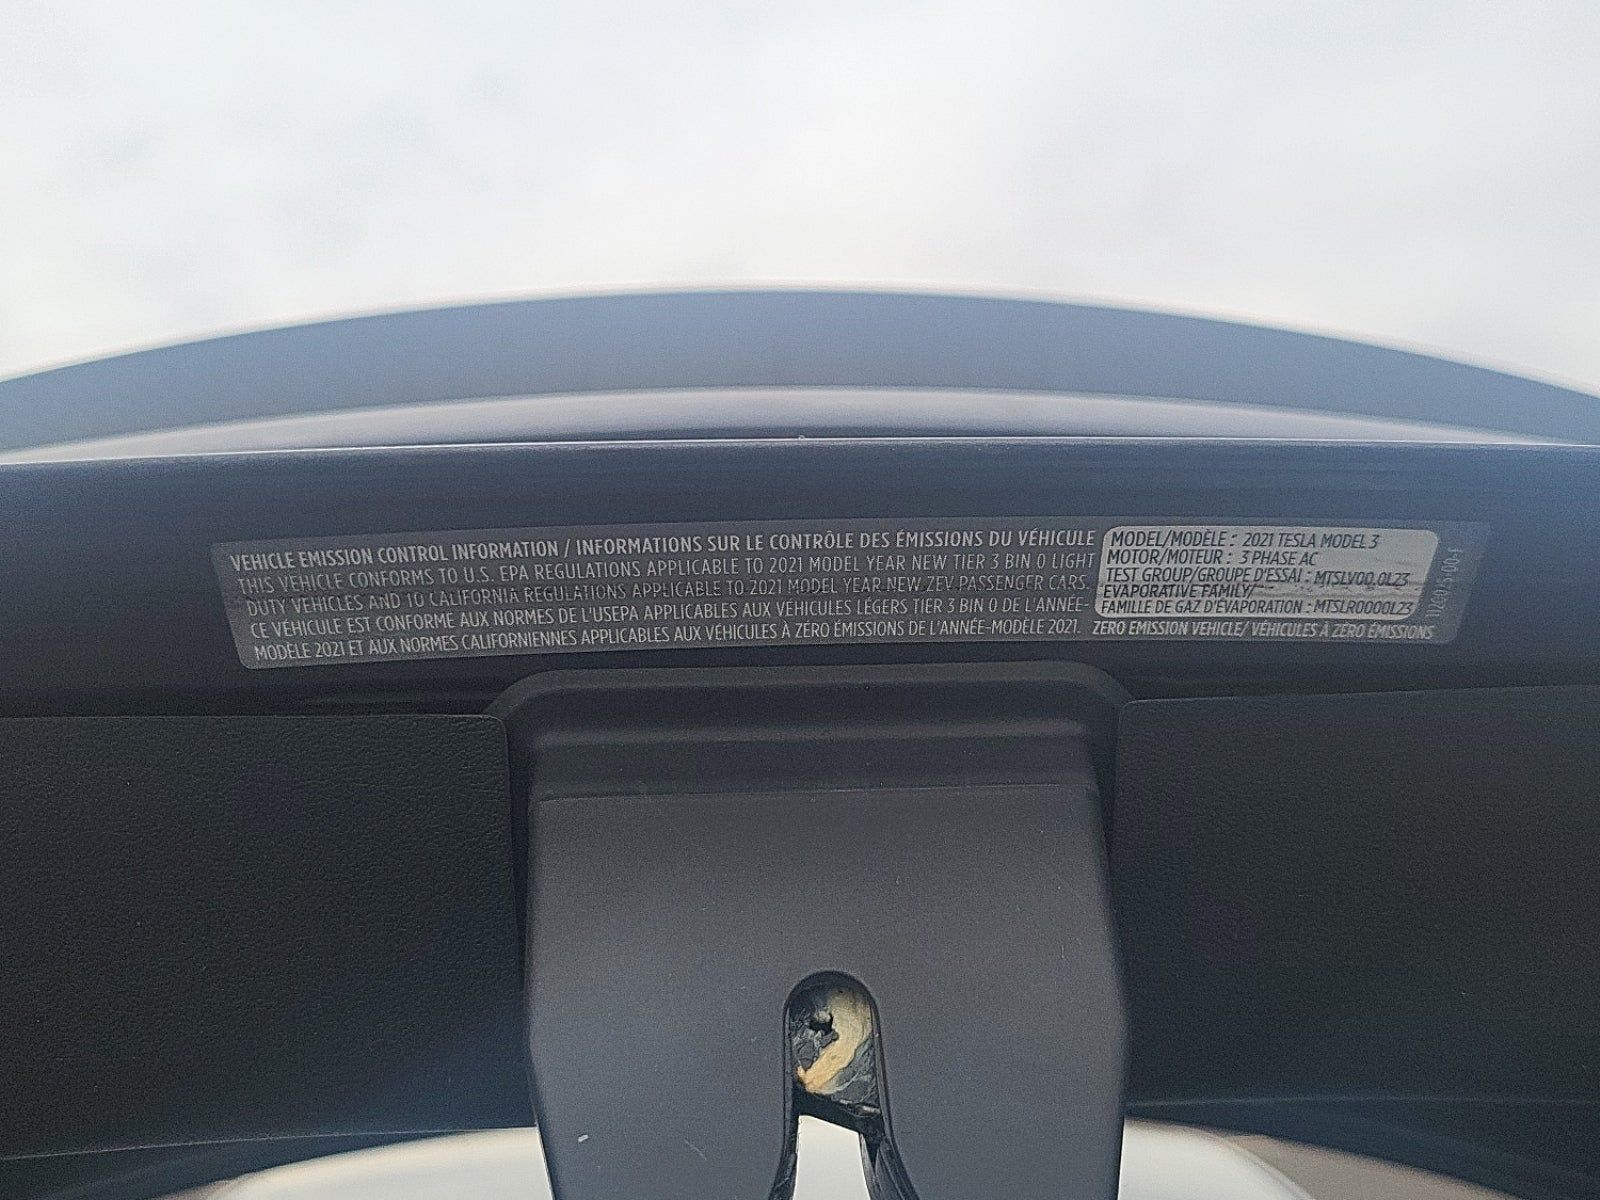 VEHICLE EMISSION CONTROL INFORMATION / INFORMATIONS SUR LE CONTRÔLE DES ÉMISSIONS DU VÉHICULE
THIS VEHICLE CONFORMS TO U.S. EPA REGULATIONS APPLICABLE TO 2021 MODEL YEAR NEW TIER 3 BIN 0 LIGHT
DUTY VEHICLES AND TO CALIFORNIA REGULATIONS APPLICABLE TO 2021 MODEL YEAR NEW ZEV PASSENGER CARS.
CE VÉHICULE EST CONFORME AUX NORMES DE L'USEPA APPLICABLES AUX VÉHICULES LÉGERS TIER 3 BIN 0 DE L'ANNÉE-
MODÈLE 2021 ET AUX NORMES CALIFORNIENNES APPLICABLES AUX VÉHICULES À ZÉRO ÉMISSIONS DE L'ANNÉE-MODÈLE 2021.
MODEL/MODÈLE : 2021 TESLA MODEL 3
MOTOR/MOTEUR : 3 PHASE AC
TEST GROUP/GROUPE D'ESSAI : MTSLV00.0L23
EVAPORATIVE FAMILY/
FAMILLE DE GAZ D'ÉVAPORATION : MTSLR0000L23
ZERO EMISSION VEHICLE/ VÉHICULES À ZÉRO ÉMISSIONS